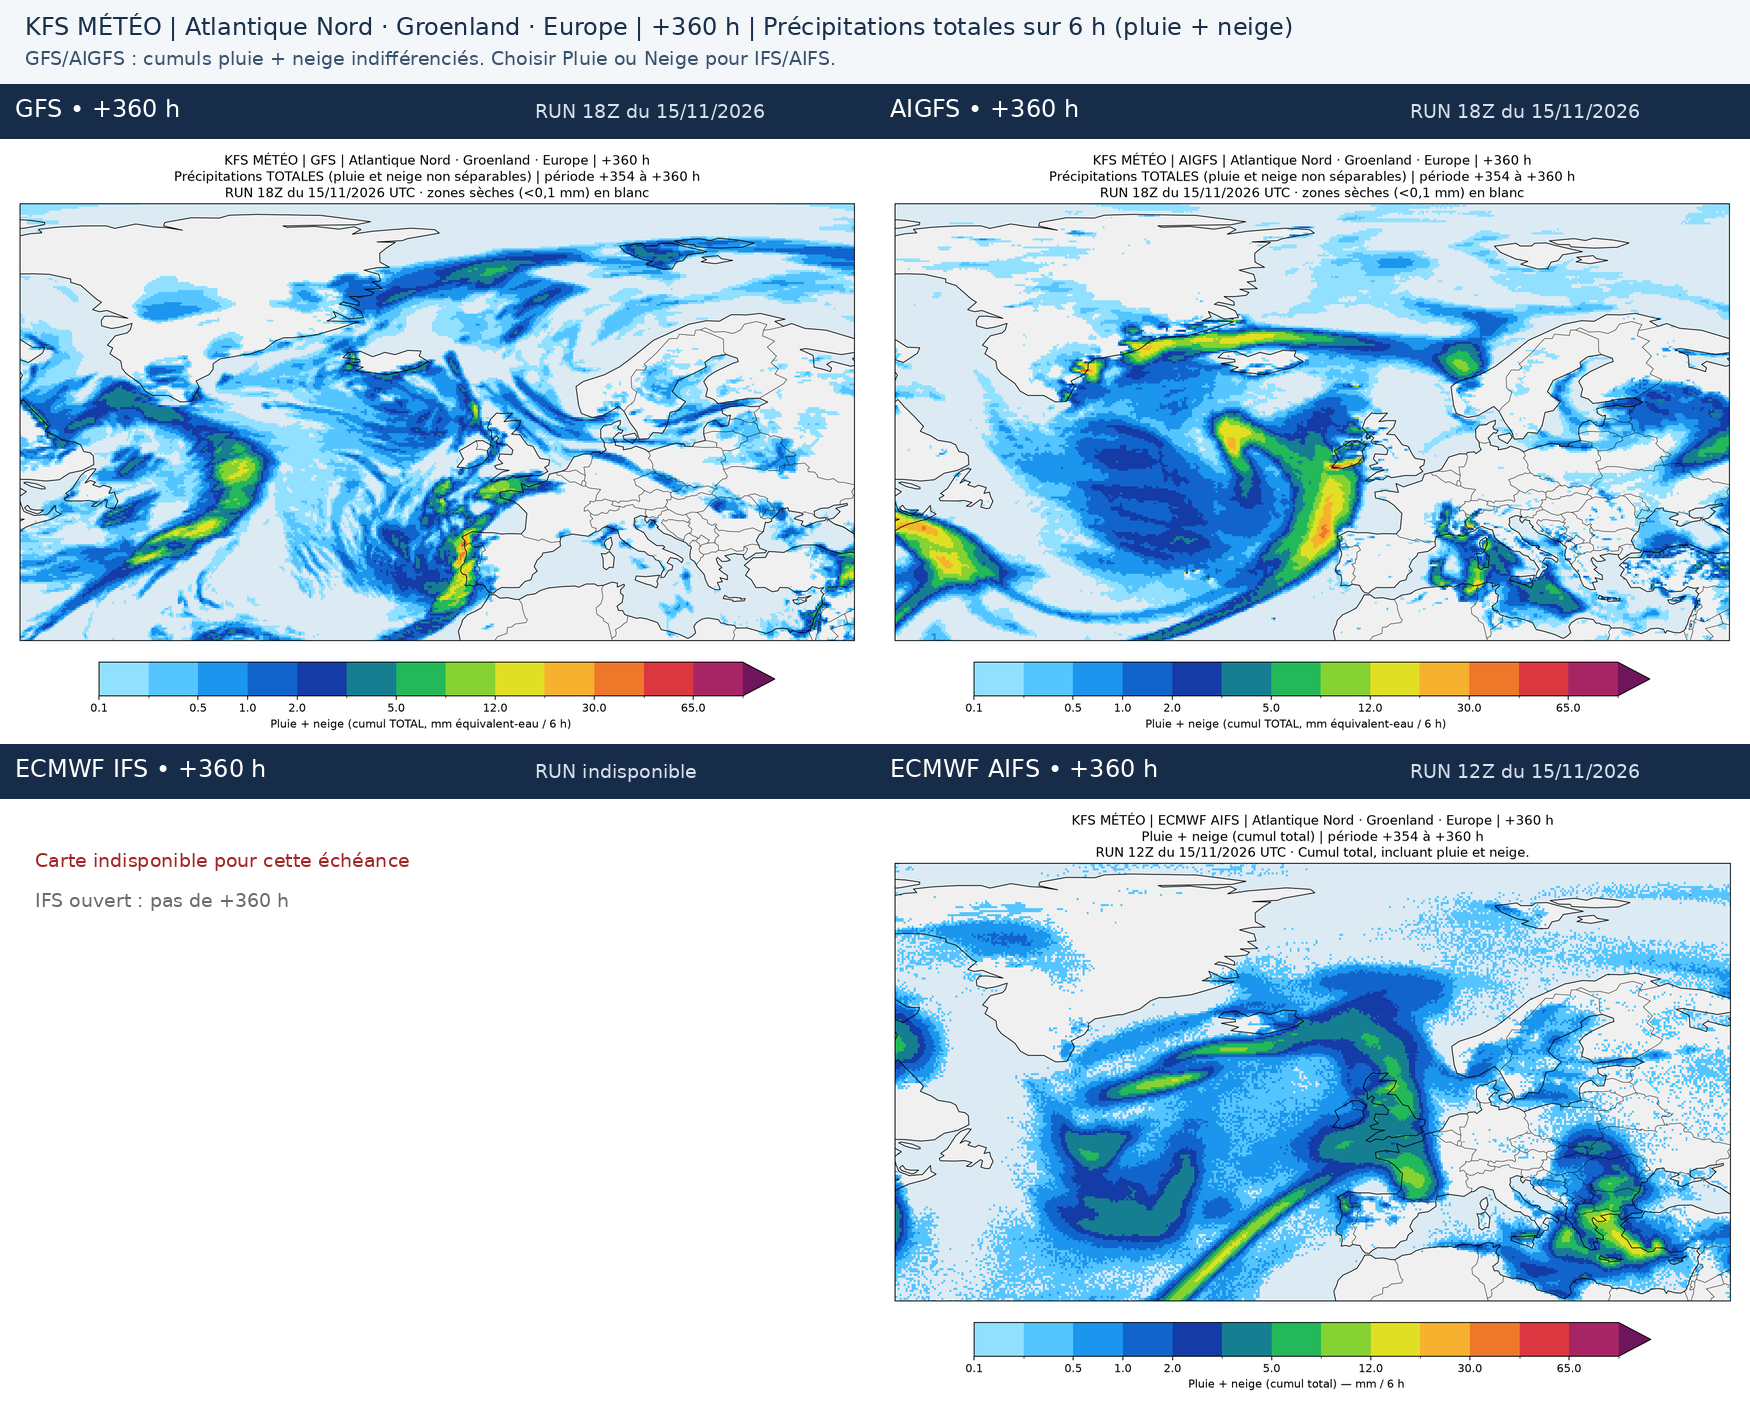 KFS MÉTÉO | Atlantique Nord · Groenland · Europe | +360 h | Précipitations totales sur 6 h (pluie + neige)
GFS/AIGFS : cumuls pluie + neige indifférenciés. Choisir Pluie ou Neige pour IFS/AIFS.
GFS • +360 h
RUN 18Z du 15/11/2026
KFS MÉTÉO | GFS | Atlantique Nord · Groenland · Europe | +360 h
Précipitations TOTALES (pluie et neige non séparables) | période +354 à +360 h
RUN 18Z du 15/11/2026 UTC · zones sèches (<0,1 mm) en blanc
0.1 0.5 1.0 2.0 5.0 12.0 30.0 65.0
Pluie + neige (cumul TOTAL, mm équivalent-eau / 6 h)
AIGFS • +360 h
RUN 18Z du 15/11/2026
KFS MÉTÉO | AIGFS | Atlantique Nord · Groenland · Europe | +360 h
Précipitations TOTALES (pluie et neige non séparables) | période +354 à +360 h
RUN 18Z du 15/11/2026 UTC · zones sèches (<0,1 mm) en blanc
0.1 0.5 1.0 2.0 5.0 12.0 30.0 65.0
Pluie + neige (cumul TOTAL, mm équivalent-eau / 6 h)
ECMWF IFS • +360 h
RUN indisponible
Carte indisponible pour cette échéance
IFS ouvert : pas de +360 h
ECMWF AIFS • +360 h
RUN 12Z du 15/11/2026
KFS MÉTÉO | ECMWF AIFS | Atlantique Nord · Groenland · Europe | +360 h
Pluie + neige (cumul total) | période +354 à +360 h
RUN 12Z du 15/11/2026 UTC · Cumul total, incluant pluie et neige.
0.1 0.5 1.0 2.0 5.0 12.0 30.0 65.0
Pluie + neige (cumul total) — mm / 6 h